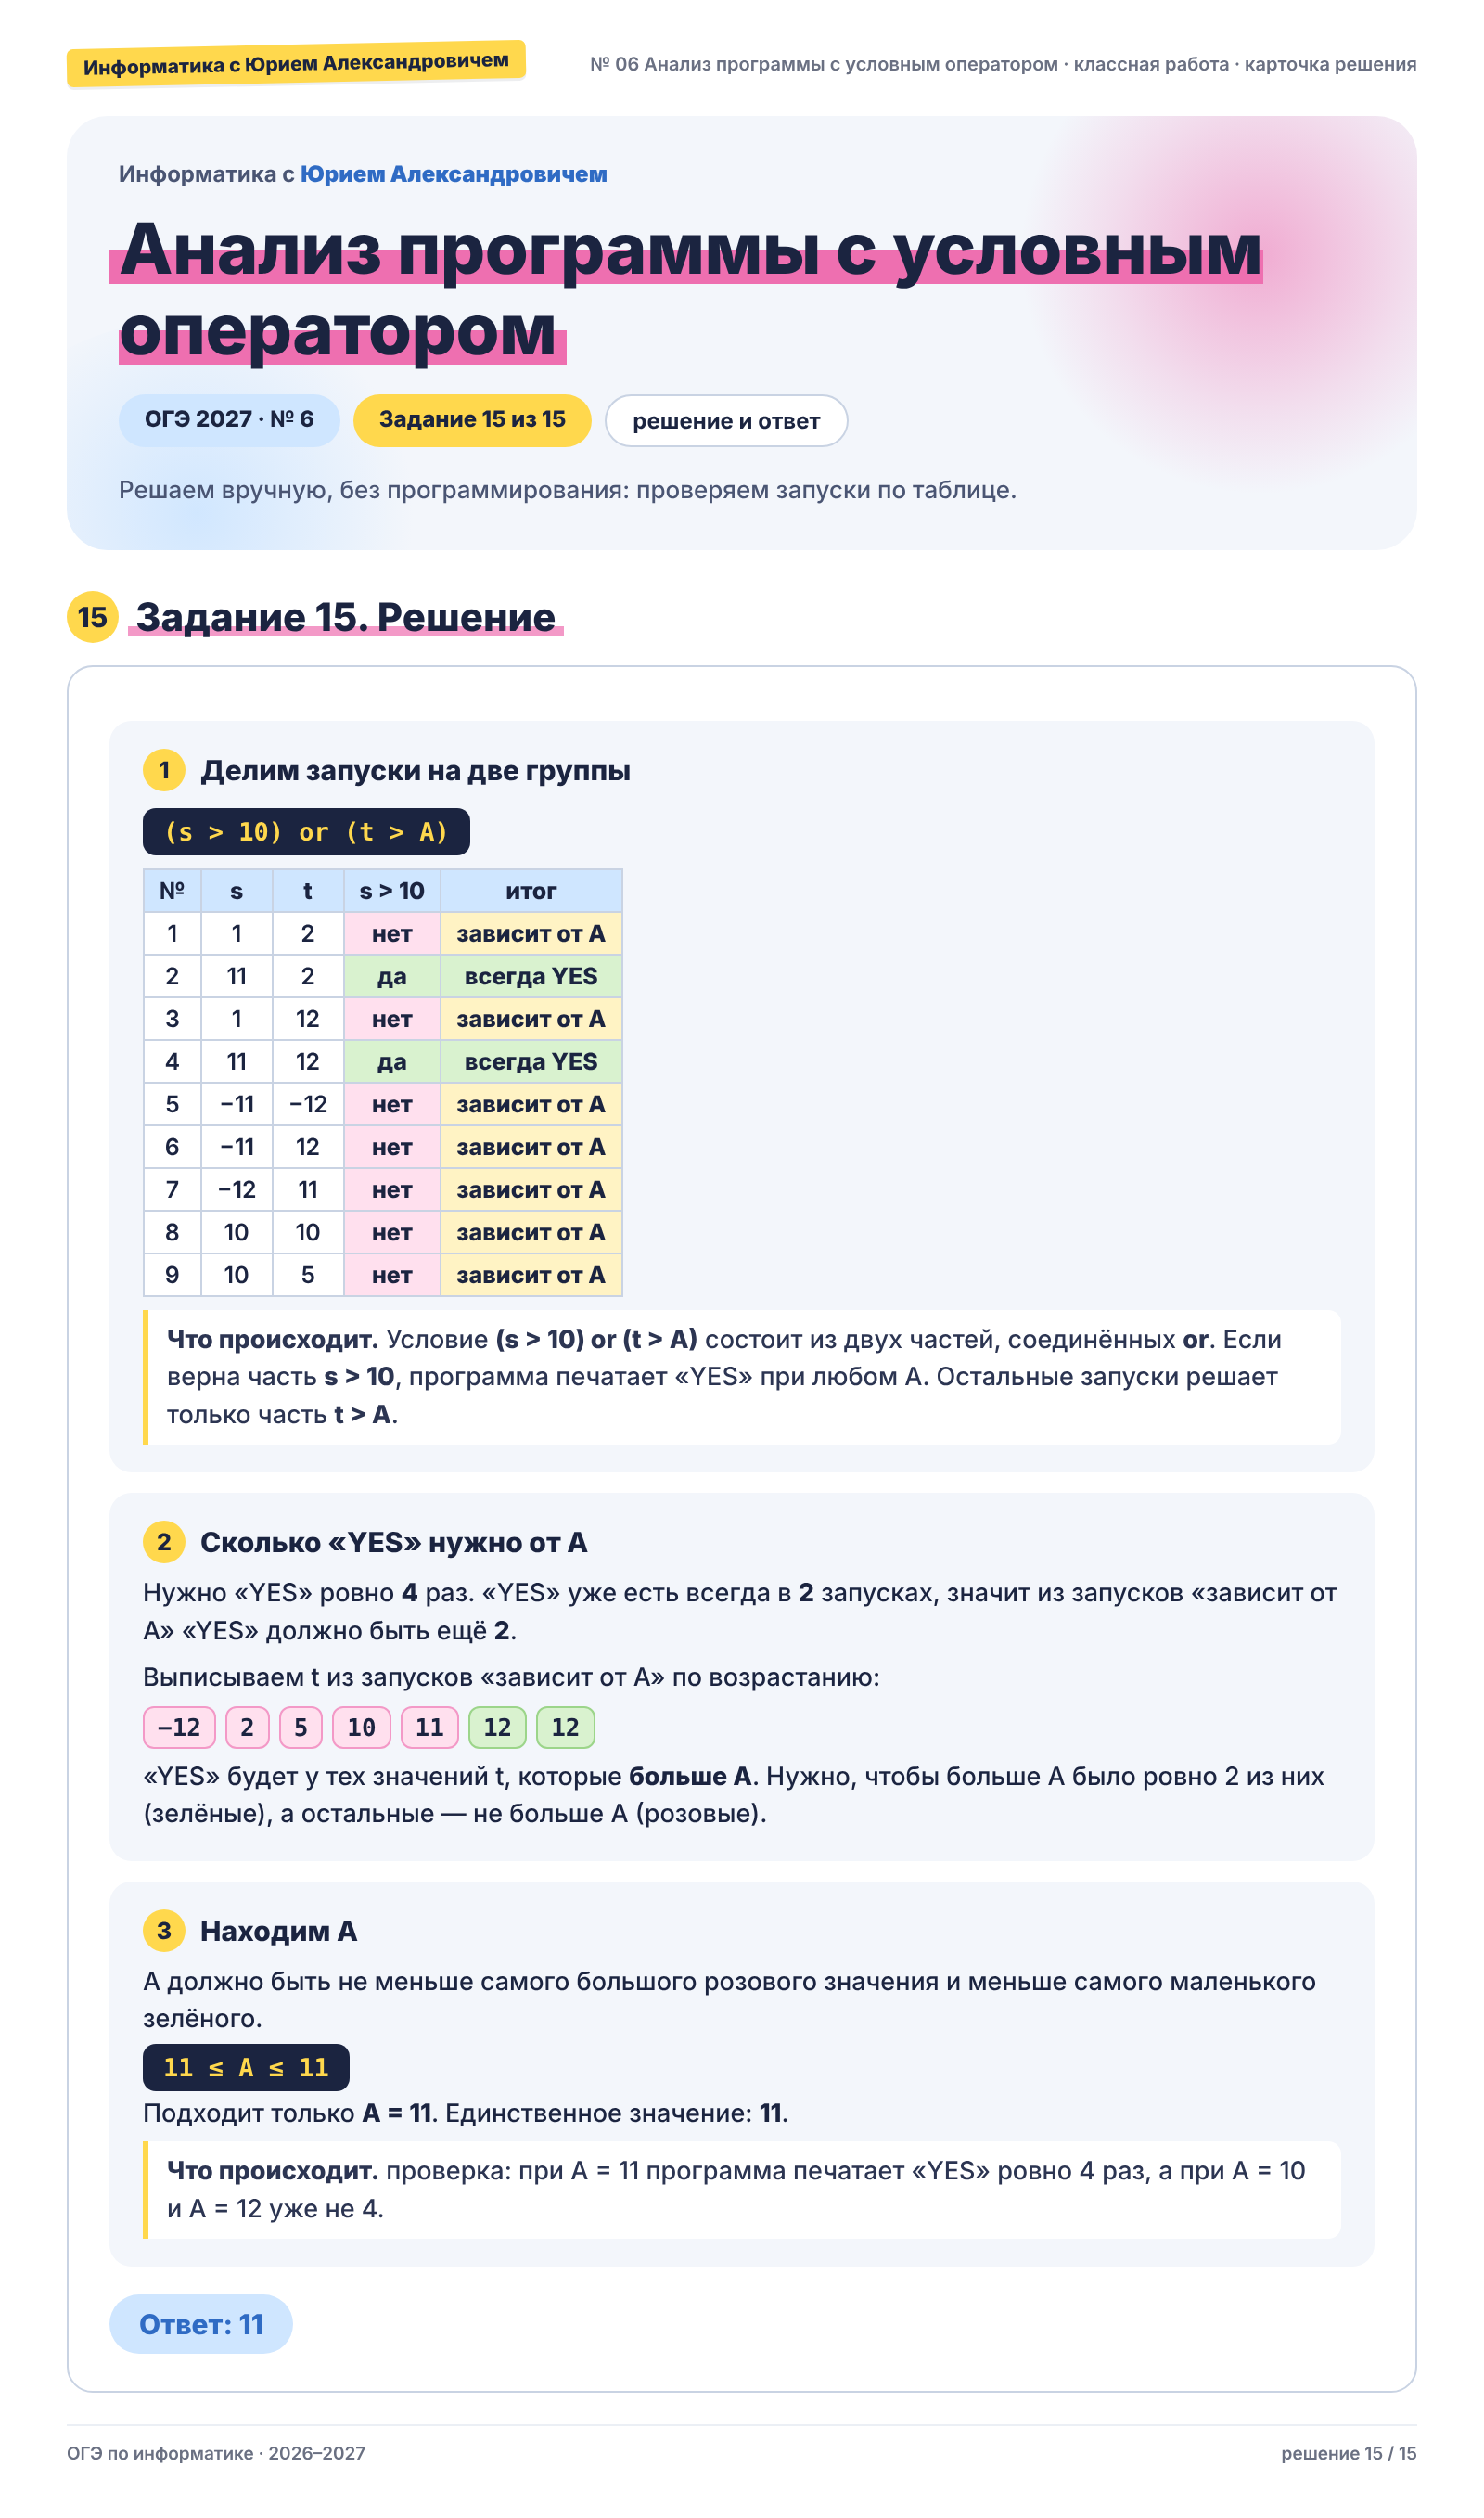 Информатика с Юрием Александровичем
№ 06 Анализ программы с условным оператором · классная работа · карточка решения
Информатика с Юрием Александровичем
Анализ программы с условным
оператором
ОГЭ 2027 · № 6
Задание 15 из 15
решение и ответ
Решаем вручную, без программирования: проверяем запуски по таблице.
15 Задание 15. Решение
1 Делим запуски на две группы
(s > 10) or (t > A)
№ s t s > 10 итог
1 1 2 нет зависит от A
2 11 2 да всегда YES
3 1 12 нет зависит от A
4 11 12 да всегда YES
5 −11 −12 нет зависит от A
6 −11 12 нет зависит от A
7 −12 11 нет зависит от A
8 10 10 нет зависит от A
9 10 5 нет зависит от A
Что происходит. Условие (s > 10) or (t > A) состоит из двух частей, соединённых or. Если
верна часть s > 10, программа печатает «YES» при любом A. Остальные запуски решает
только часть t > A.
2 Сколько «YES» нужно от A
Нужно «YES» ровно 4 раз. «YES» уже есть всегда в 2 запусках, значит из запусков «зависит от
A» «YES» должно быть ещё 2.
Выписываем t из запусков «зависит от A» по возрастанию:
−12 2 5 10 11 12 12
«YES» будет у тех значений t, которые больше A. Нужно, чтобы больше A было ровно 2 из них
(зелёные), а остальные — не больше A (розовые).
3 Находим A
A должно быть не меньше самого большого розового значения и меньше самого маленького
зелёного.
11 ≤ A ≤ 11
Подходит только A = 11. Единственное значение: 11.
Что происходит. проверка: при A = 11 программа печатает «YES» ровно 4 раз, а при A = 10
и A = 12 уже не 4.
Ответ: 11
ОГЭ по информатике · 2026–2027
решение 15 / 15